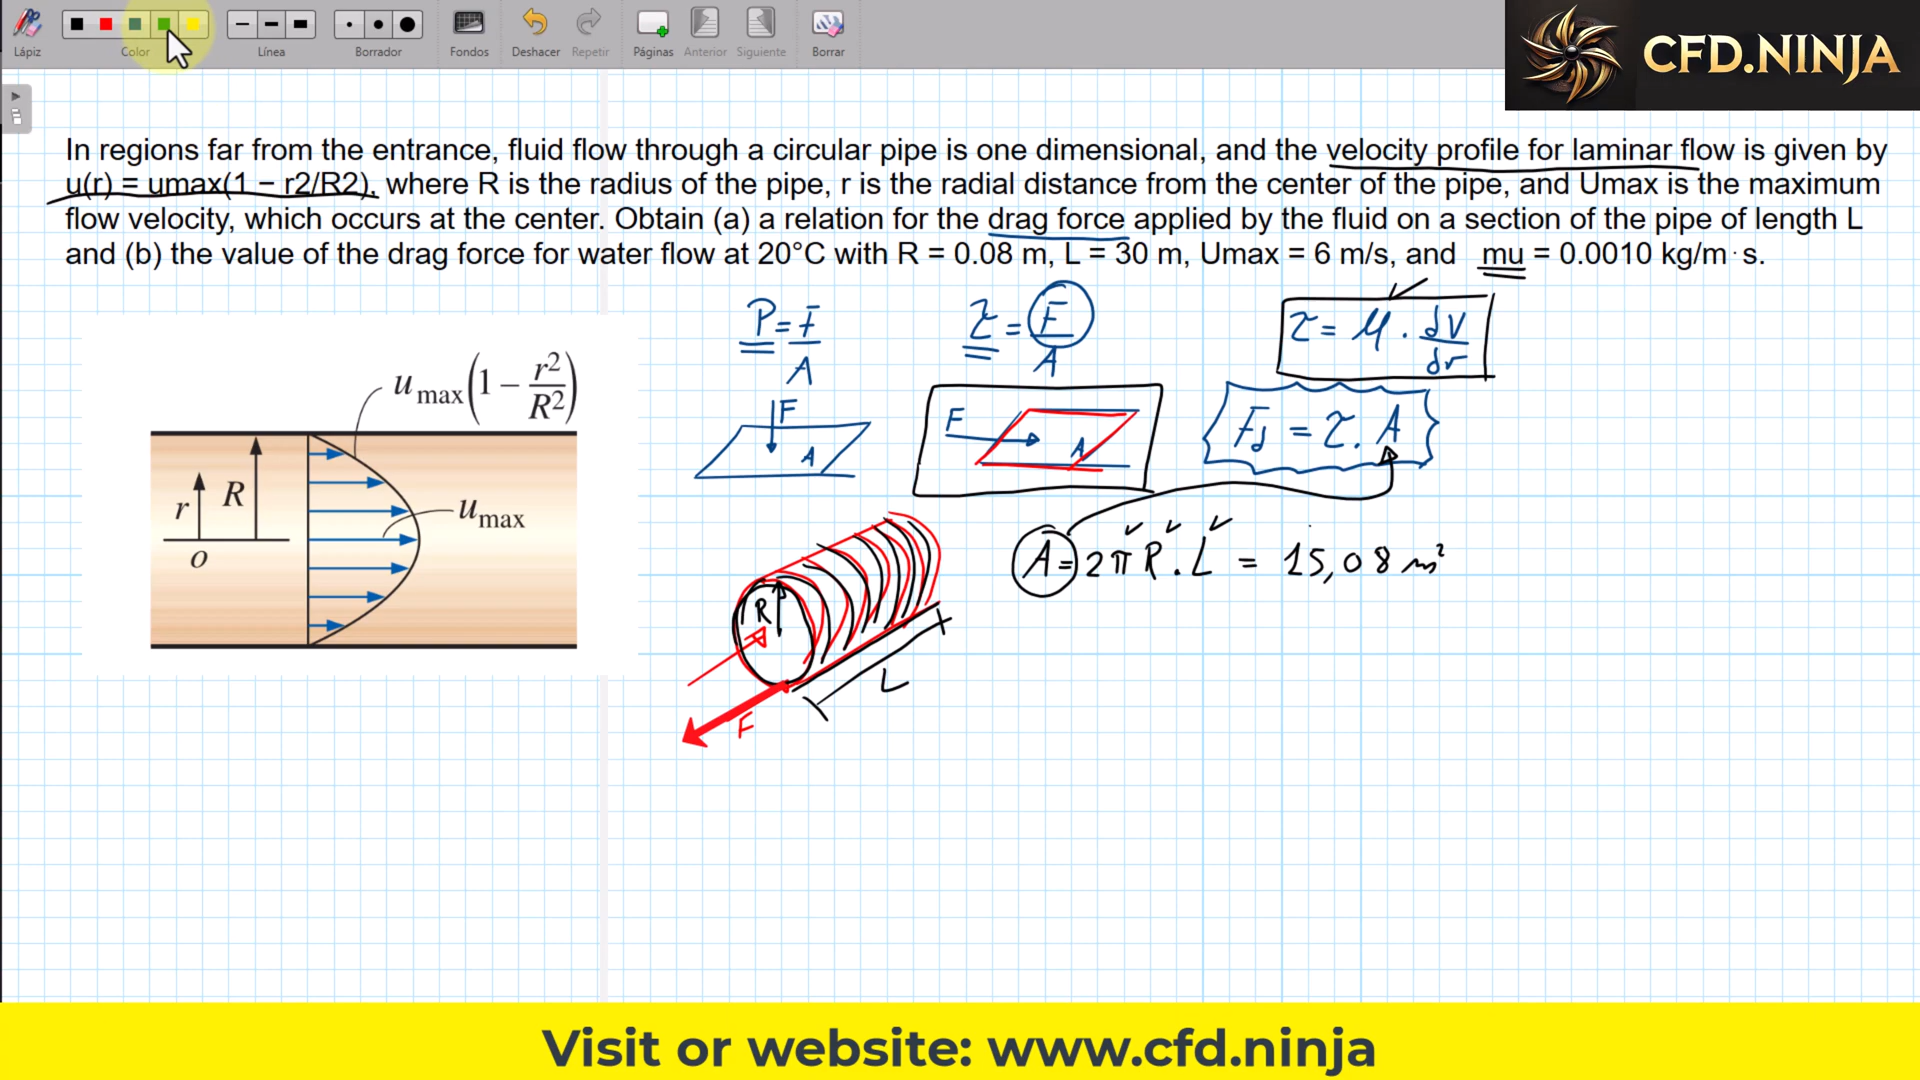 Lápiz
Color
Línea
Borrador
Fondos
Deshacer
Repetir
Páginas
Anterior
Siguiente
Borrar
CFD.NINJA
In regions far from the entrance, fluid flow through a circular pipe is one dimensional, and the velocity profile for laminar flow is given by
u(r) = umax(1 − r2/R2), where R is the radius of the pipe, r is the radial distance from the center of the pipe, and Umax is the maximum
flow velocity, which occurs at the center. Obtain (a) a relation for the drag force applied by the fluid on a section of the pipe of length L
and (b) the value of the drag force for water flow at 20°C with R = 0.08 m, L = 30 m, Umax = 6 m/s, and mu = 0.0010 kg/m·s.
P = F/A
τ = F/A
τ = μ · dV/dr
F
A
F
A
Fd = τ. A
u max (1 − r²/R²)
r
R
o
u max
A = 2πR.L = 15,08 m²
R
L
F
Visit or website: www.cfd.ninja